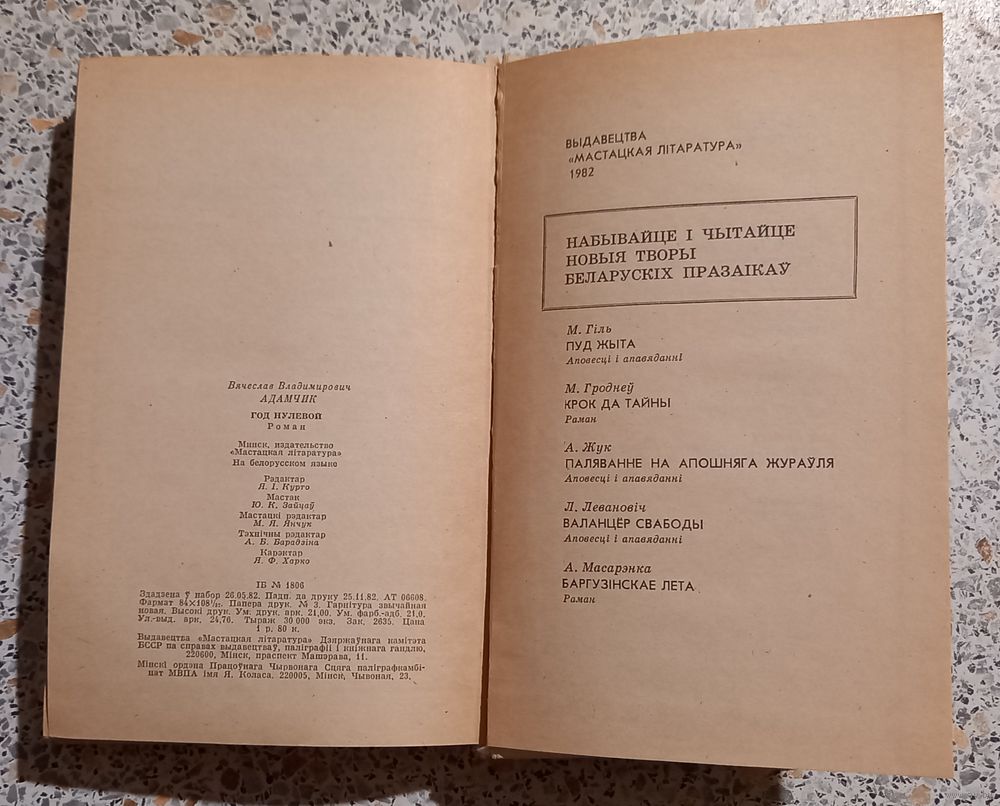 Вячеслав Владимирович
АДАМЧИК
ГОД НУЛЕВОЙ
Роман
Минск, издательство
«Мастацкая літаратура»
На белорусском языке
Рэдактар
Я. І. Курто
Мастак
Ю. К. Зайцаў
Мастацкі рэдактар
М. Я. Янчук
Тэхнічны рэдактар
А. Б. Барадзіна
Карэктар
Я. Ф. Харко
ІБ № 1806
Здадзена ў набор 26.05.82. Падп. да друку 25.11.82. АТ 06608.
Фармат 84×108¹/₃₂. Папера друк. № 3. Гарнітура звычайная
новая. Высокі друк. Ум. друк. арк. 21,00. Ум. фарб.-адб. 21,0.
Ул.-выд. арк. 24,76. Тыраж 30 000 экз. Зак. 2635. Цана
1 р. 80 к.
Выдавецтва «Мастацкая літаратура» Дзяржаўнага камітэта
БССР па справах выдавецтваў, паліграфіі і кніжнага гандлю.
220600, Мінск, праспект Машэрава, 11.
Мінскі ордэна Працоўнага Чырвонага Сцяга паліграфкамбі-
нат МВПА імя Я. Коласа. 220005, Мінск, Чывоная, 23.
ВЫДАВЕЦТВА
«МАСТАЦКАЯ ЛІТАРАТУРА»
1982
НАБЫВАЙЦЕ І ЧЫТАЙЦЕ
НОВЫЯ ТВОРЫ
БЕЛАРУСКІХ ПРАЗАІКАЎ
М. Гіль
ПУД ЖЫТА
Аповесці і апавяданні
М. Гроднеў
КРОК ДА ТАЙНЫ
Раман
А. Жук
ПАЛЯВАННЕ НА АПОШНЯГА ЖУРАЎЛЯ
Аповесці і апавяданні
Л. Левановіч
ВАЛАНЦЁР СВАБОДЫ
Аповесці і апавяданні
А. Масарэнка
БАРГУЗІНСКАЕ ЛЕТА
Раман